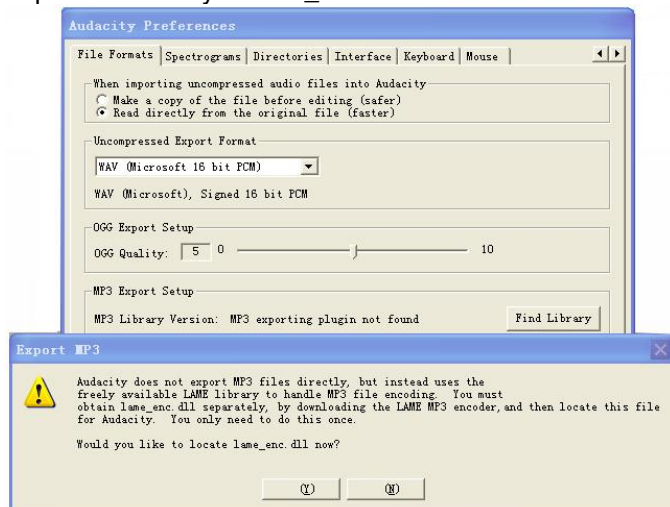 Audacity Preferences
File Formats Spectrograms Directories Interface Keyboard Mouse
When importing uncompressed audio files into Audacity
Make a copy of the file before editing (safer)
Read directly from the original file (faster)
Uncompressed Export Format
WAV (Microsoft 16 bit PCM)
WAV (Microsoft), Signed 16 bit PCM
OGG Export Setup
OGG Quality: 5 0 10
MP3 Export Setup
MP3 Library Version: MP3 exporting plugin not found Find Library
Export MP3
Audacity does not export MP3 files directly, but instead uses the
freely available LAME library to handle MP3 file encoding. You must
obtain lame_enc.dll separately, by downloading the LAME MP3 encoder, and then locate this file
for Audacity. You only need to do this once.
Would you like to locate lame_enc.dll now?
(Y) (N)